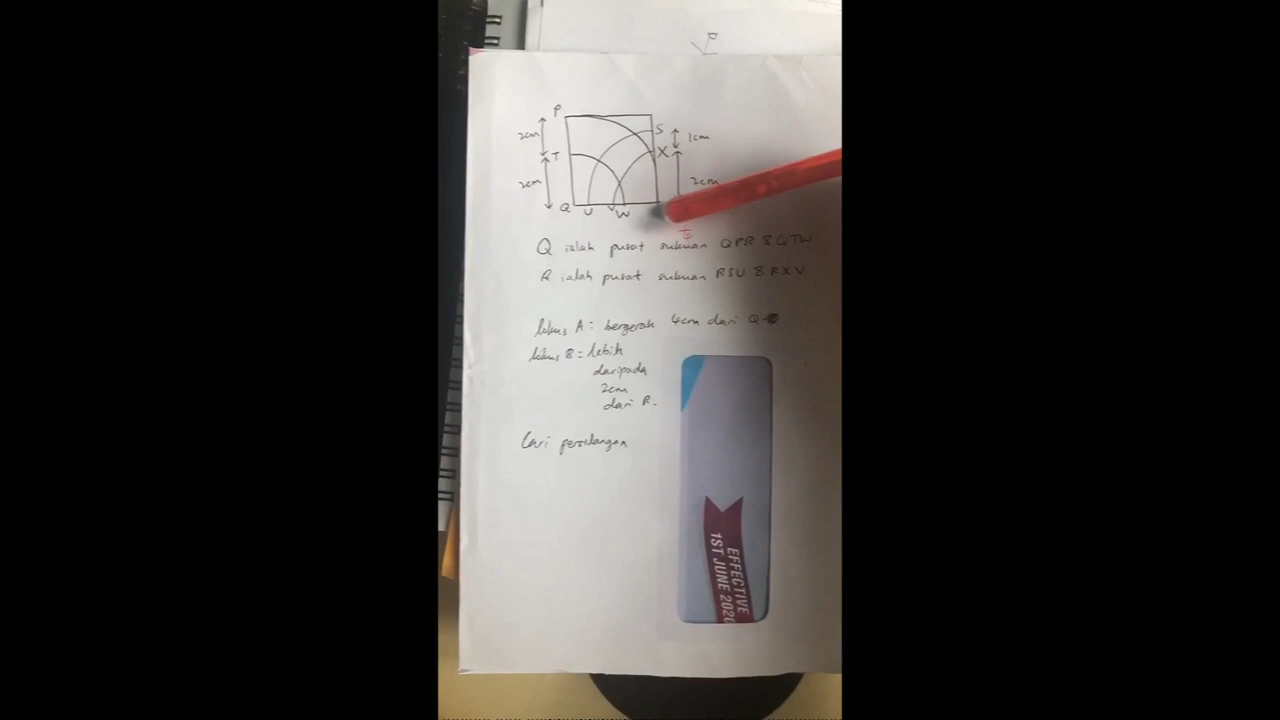 P
P
2cm
S
1cm
T
X
2cm
2cm
Q
U
W
Q ialah pusat sukuan QPR & QTW
R ialah pusat sukuan RSU & RXV
lokus A = bergerak 4cm dari Q
lokus B = lebih
daripada
2cm
dari R.
Cari persilangan
EFFECTIVE
1ST JUNE 2020